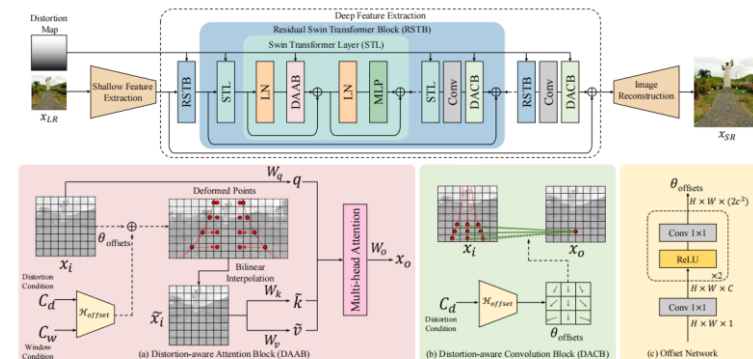 Deep Feature Extraction
Distortion
Map
Residual Swin Transformer Block (RSTB)
Swin Transformer Layer (STL)
x_LR
Shallow Feature
Extraction
RSTB
STL
LN
DAAB
LN
MLP
STL
Conv
DACB
RSTB
Conv
DACB
Image
Reconstruction
x_SR
W_q
q
Deformed Points
θ_offsets
x_i
Bilinear
Interpolation
Distortion
Condition
C_d
C_w
Window Condition
H_offset
x̃_i
W_k
k̃
W_v
ṽ
Multi-head Attention
W_o
x_o
(a) Distortion-aware Attention Block (DAAB)
x_i
x_o
C_d
Distortion
Condition
H_offset
θ_offsets
(b) Distortion-aware Convolution Block (DACB)
θ_offsets
H × W × (2c²)
Conv 1×1
ReLU
×2
H × W × C
Conv 1×1
H × W × 1
(c) Offset Network